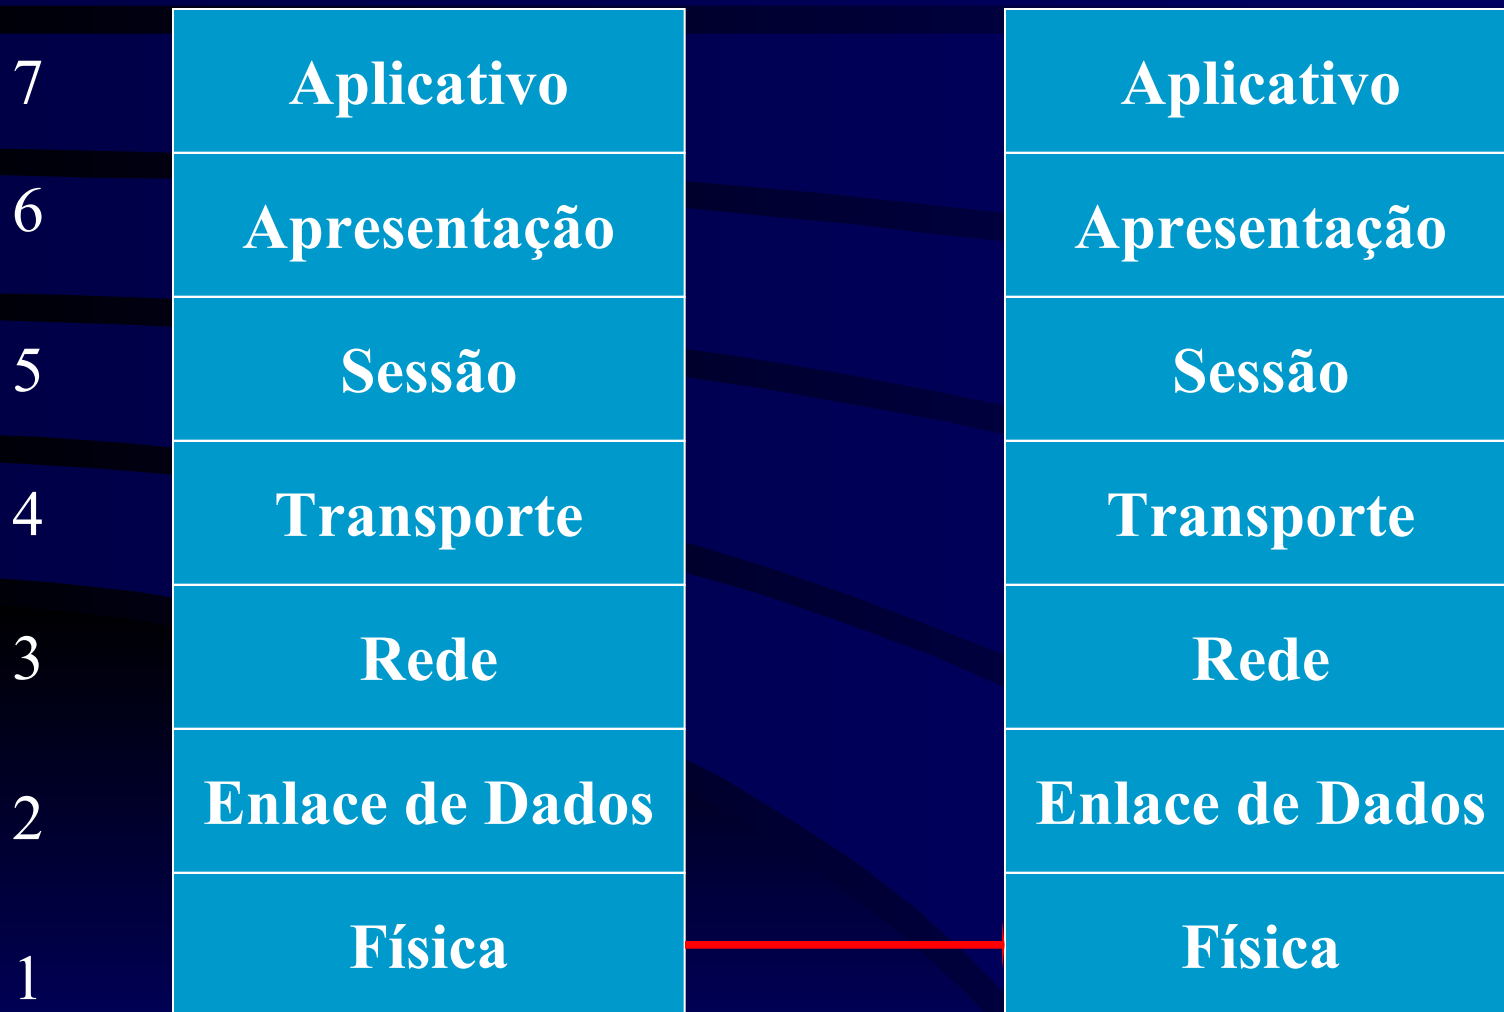 7 Aplicativo Aplicativo
6 Apresentação Apresentação
5 Sessão Sessão
4 Transporte Transporte
3 Rede Rede
2 Enlace de Dados Enlace de Dados
1 Física Física